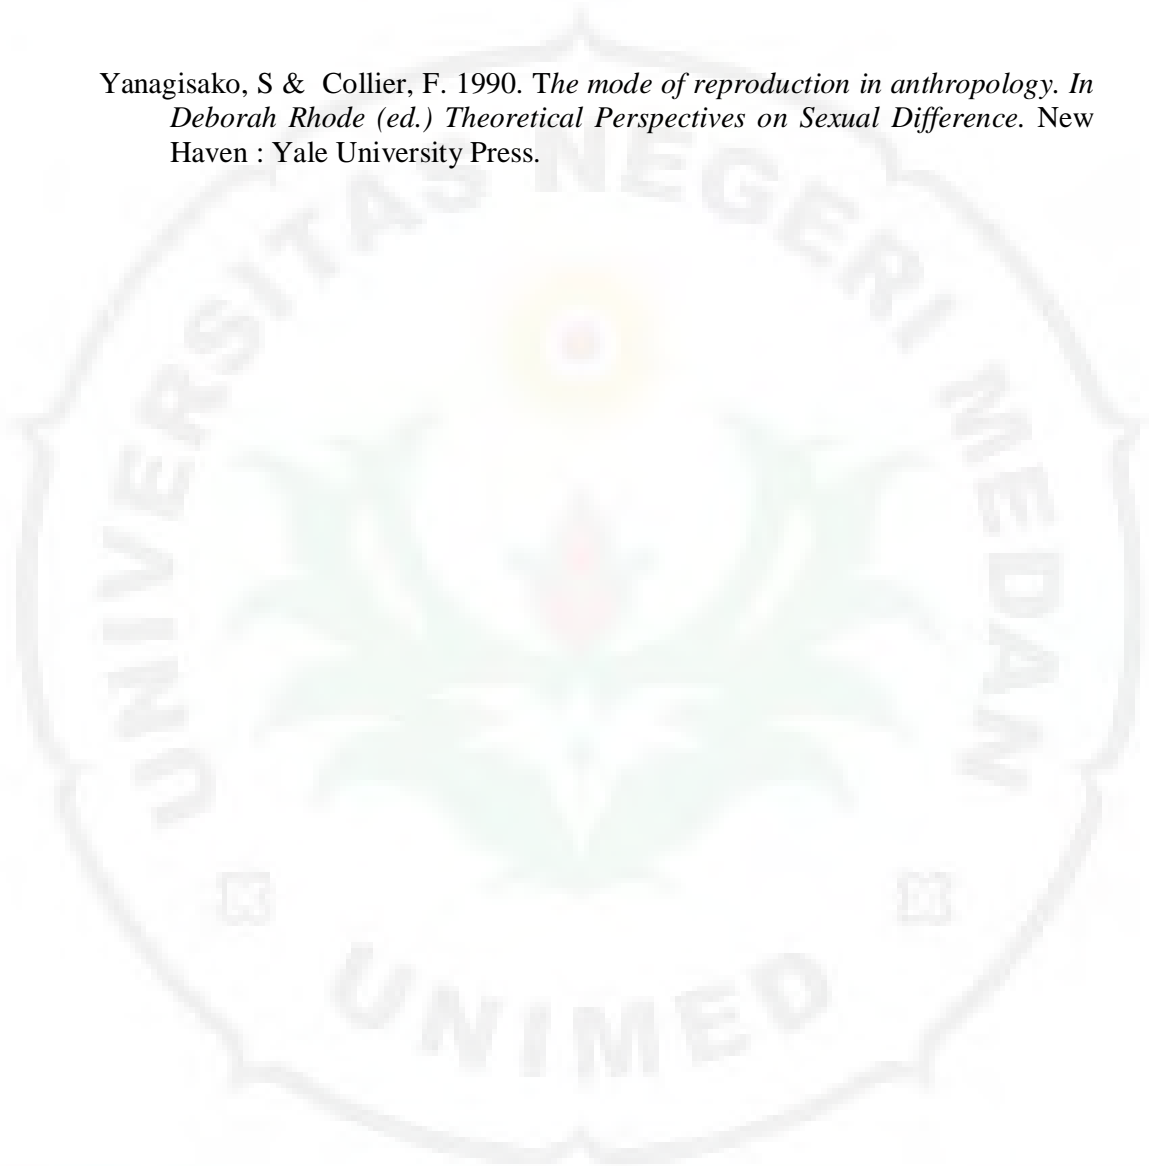 Yanagisako, S & Collier, F. 1990. The mode of reproduction in anthropology. In
Deborah Rhode (ed.) Theoretical Perspectives on Sexual Difference. New
Haven : Yale University Press.
UNIVERSITAS NEGERI MEDAN
UNIMED